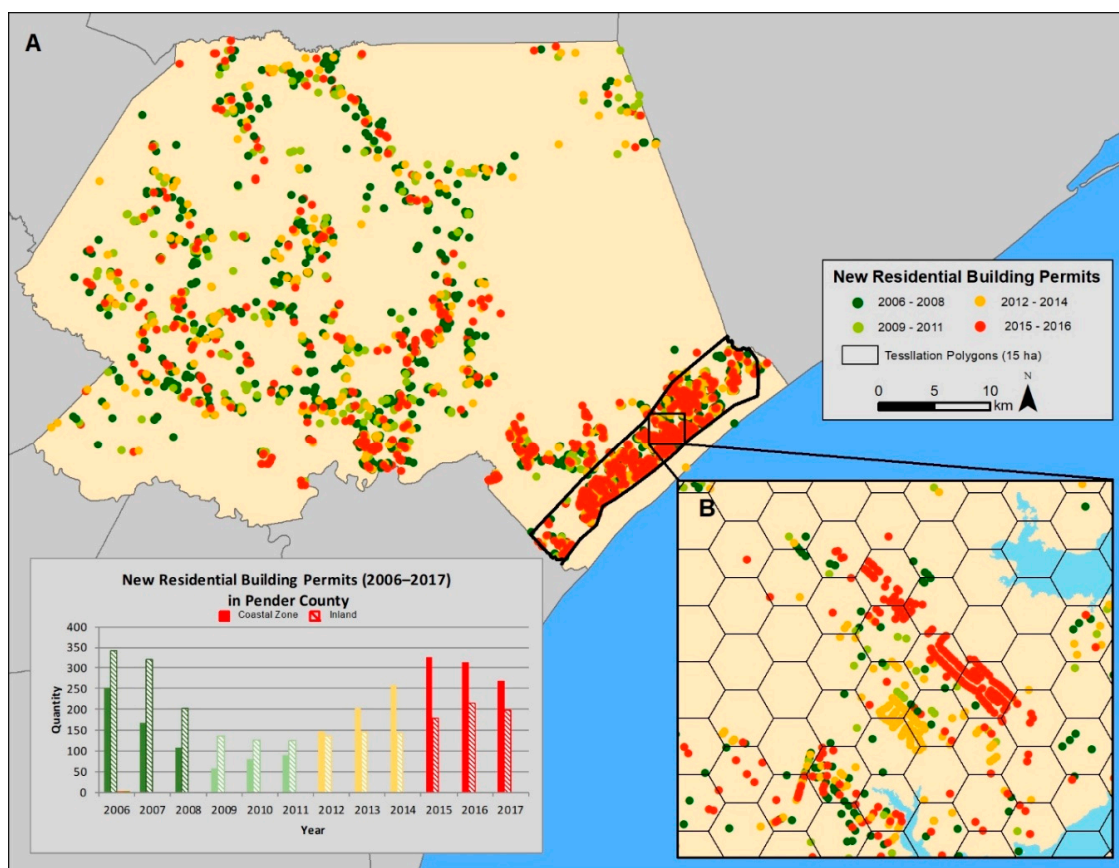 A
New Residential Building Permits
2006 - 2008
2012 - 2014
2009 - 2011
2015 - 2016
Tessllation Polygons (15 ha)
N
0 5 10
km
B
New Residential Building Permits (2006–2017)
in Pender County
Coastal Zone Inland
400
350
300
250
200
150
100
50
0
Quantity
2006 2007 2008 2009 2010 2011 2012 2013 2014 2015 2016 2017
Year